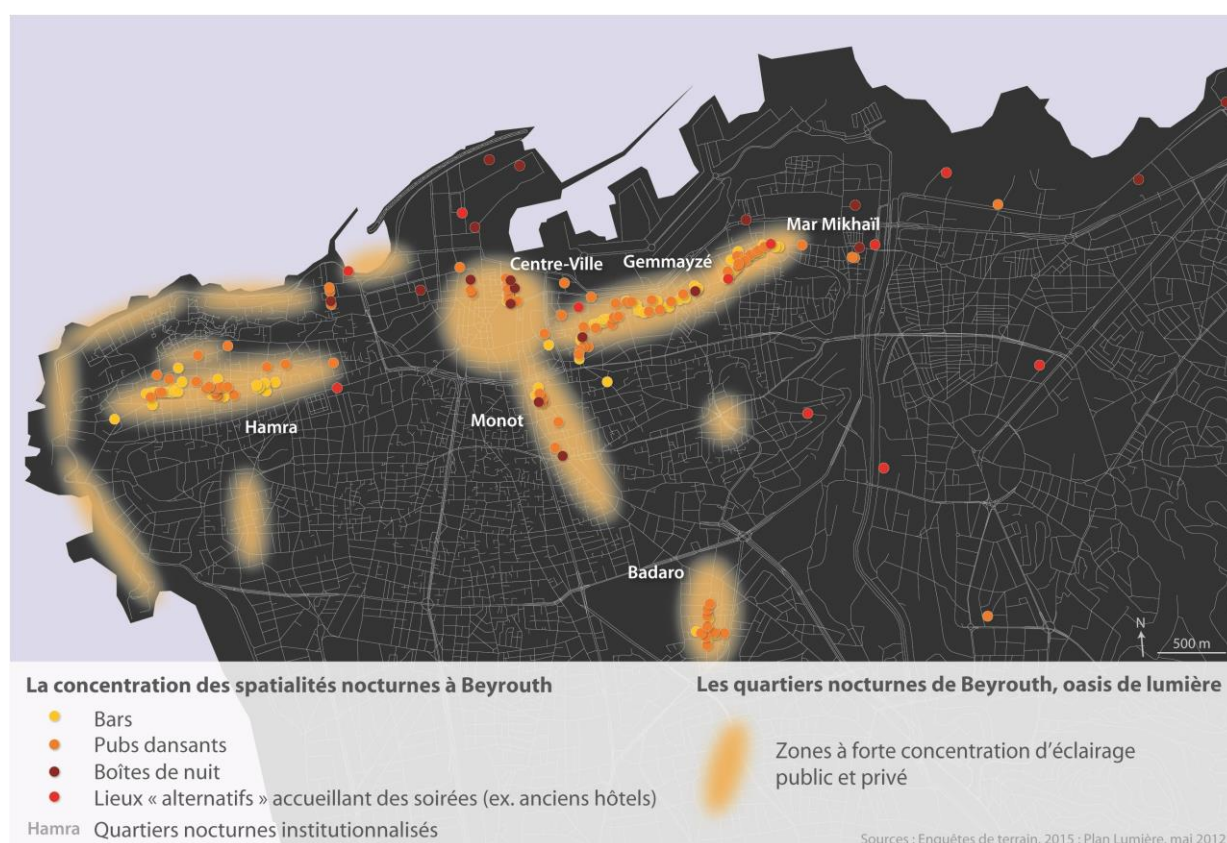 Mar Mikhaïl
Centre-Ville
Gemmayzé
Hamra
Monot
Badaro
N
500 m
La concentration des spatialités nocturnes à Beyrouth
Bars
Pubs dansants
Boîtes de nuit
Lieux « alternatifs » accueillant des soirées (ex. anciens hôtels)
Hamra Quartiers nocturnes institutionnalisés
Les quartiers nocturnes de Beyrouth, oasis de lumière
Zones à forte concentration d'éclairage
public et privé
Sources : Enquêtes de terrain, 2015 ; Plan Lumière, mai 2012